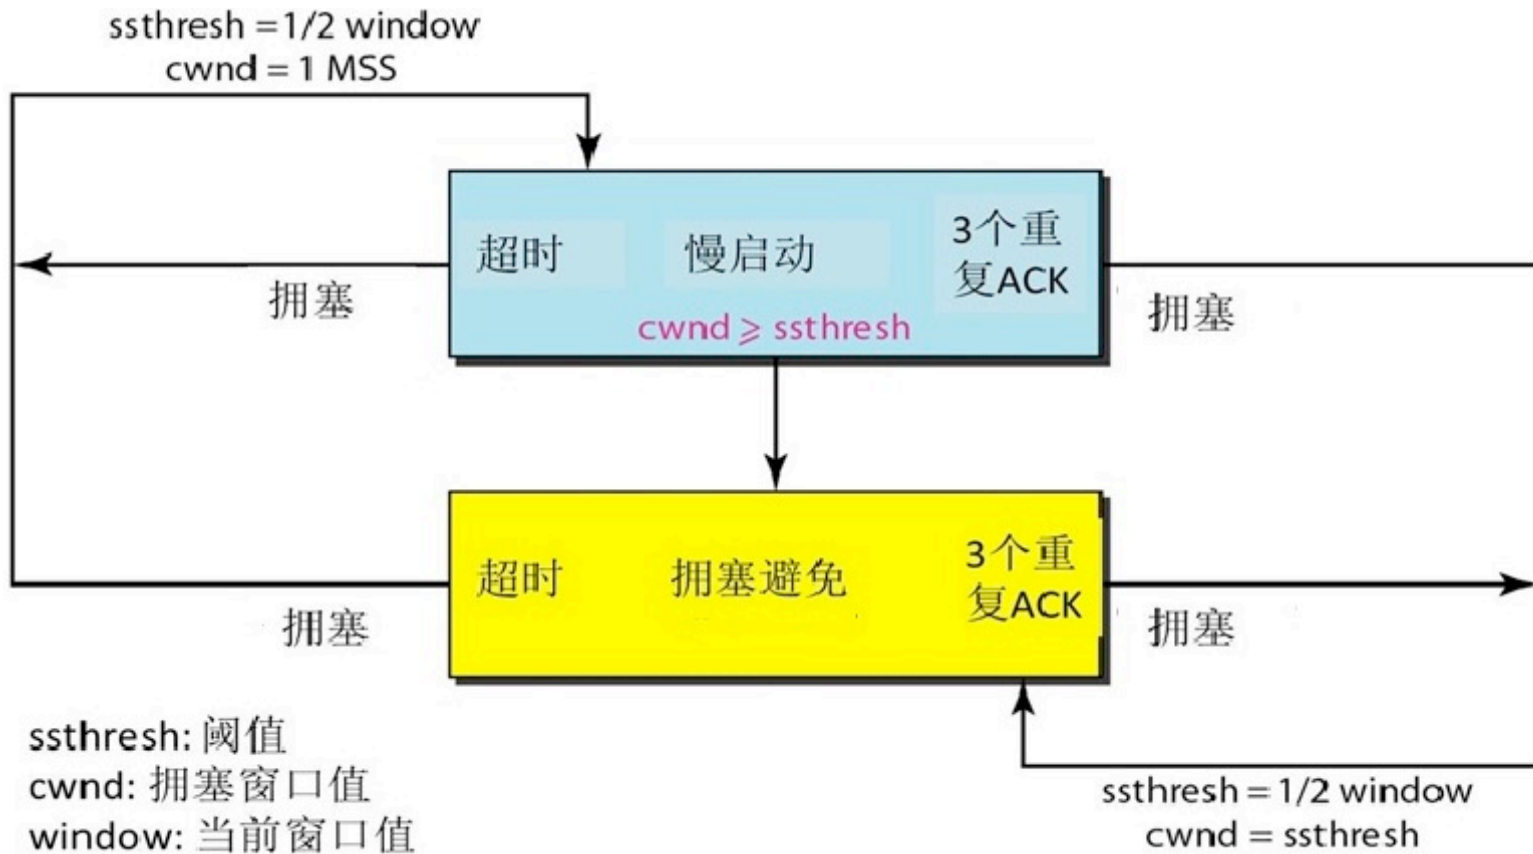 ssthresh = 1/2 window
cwnd = 1 MSS
超时
慢启动
3个重
复ACK
拥塞
拥塞
cwnd ⩾ ssthresh
超时
拥塞避免
3个重
复ACK
拥塞
拥塞
ssthresh: 阈值
cwnd: 拥塞窗口值
window: 当前窗口值
ssthresh = 1/2 window
cwnd = ssthresh